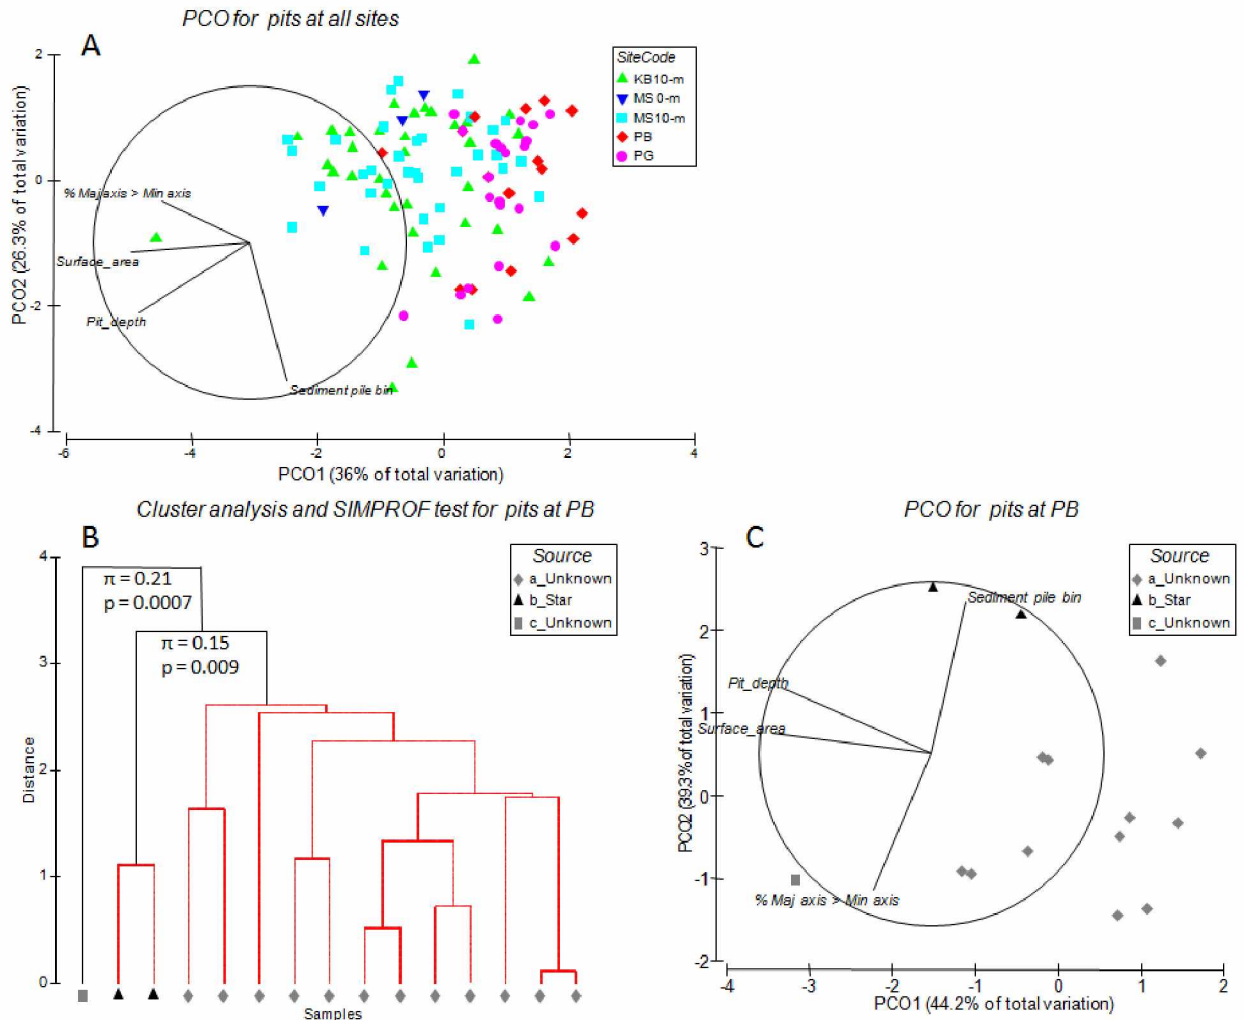 PCO for pits at all sites
A
SiteCode
KB10-m
MS0-m
MS10-m
PB
PG
2
0
-2
-4
PCO2 (26.3% of total variation)
% Maj axis > Min axis
Surface_area
Pit_depth
Sediment pile bin
-6
-4
-2
0
2
4
PCO1 (36% of total variation)
Cluster analysis and SIMPROF test for pits at PB
B
Source
a_Unknown
b_Star
c_Unknown
4
3
2
1
0
Distance
π = 0.21
p = 0.0007
π = 0.15
p = 0.009
Samples
PCO for pits at PB
C
Source
a_Unknown
b_Star
c_Unknown
3
2
1
0
-1
-2
PCO2 (39.3% of total variation)
Sediment pile bin
Pit_depth
Surface_area
% Maj axis > Min axis
-4
-3
-2
-1
0
1
2
PCO1 (44.2% of total variation)